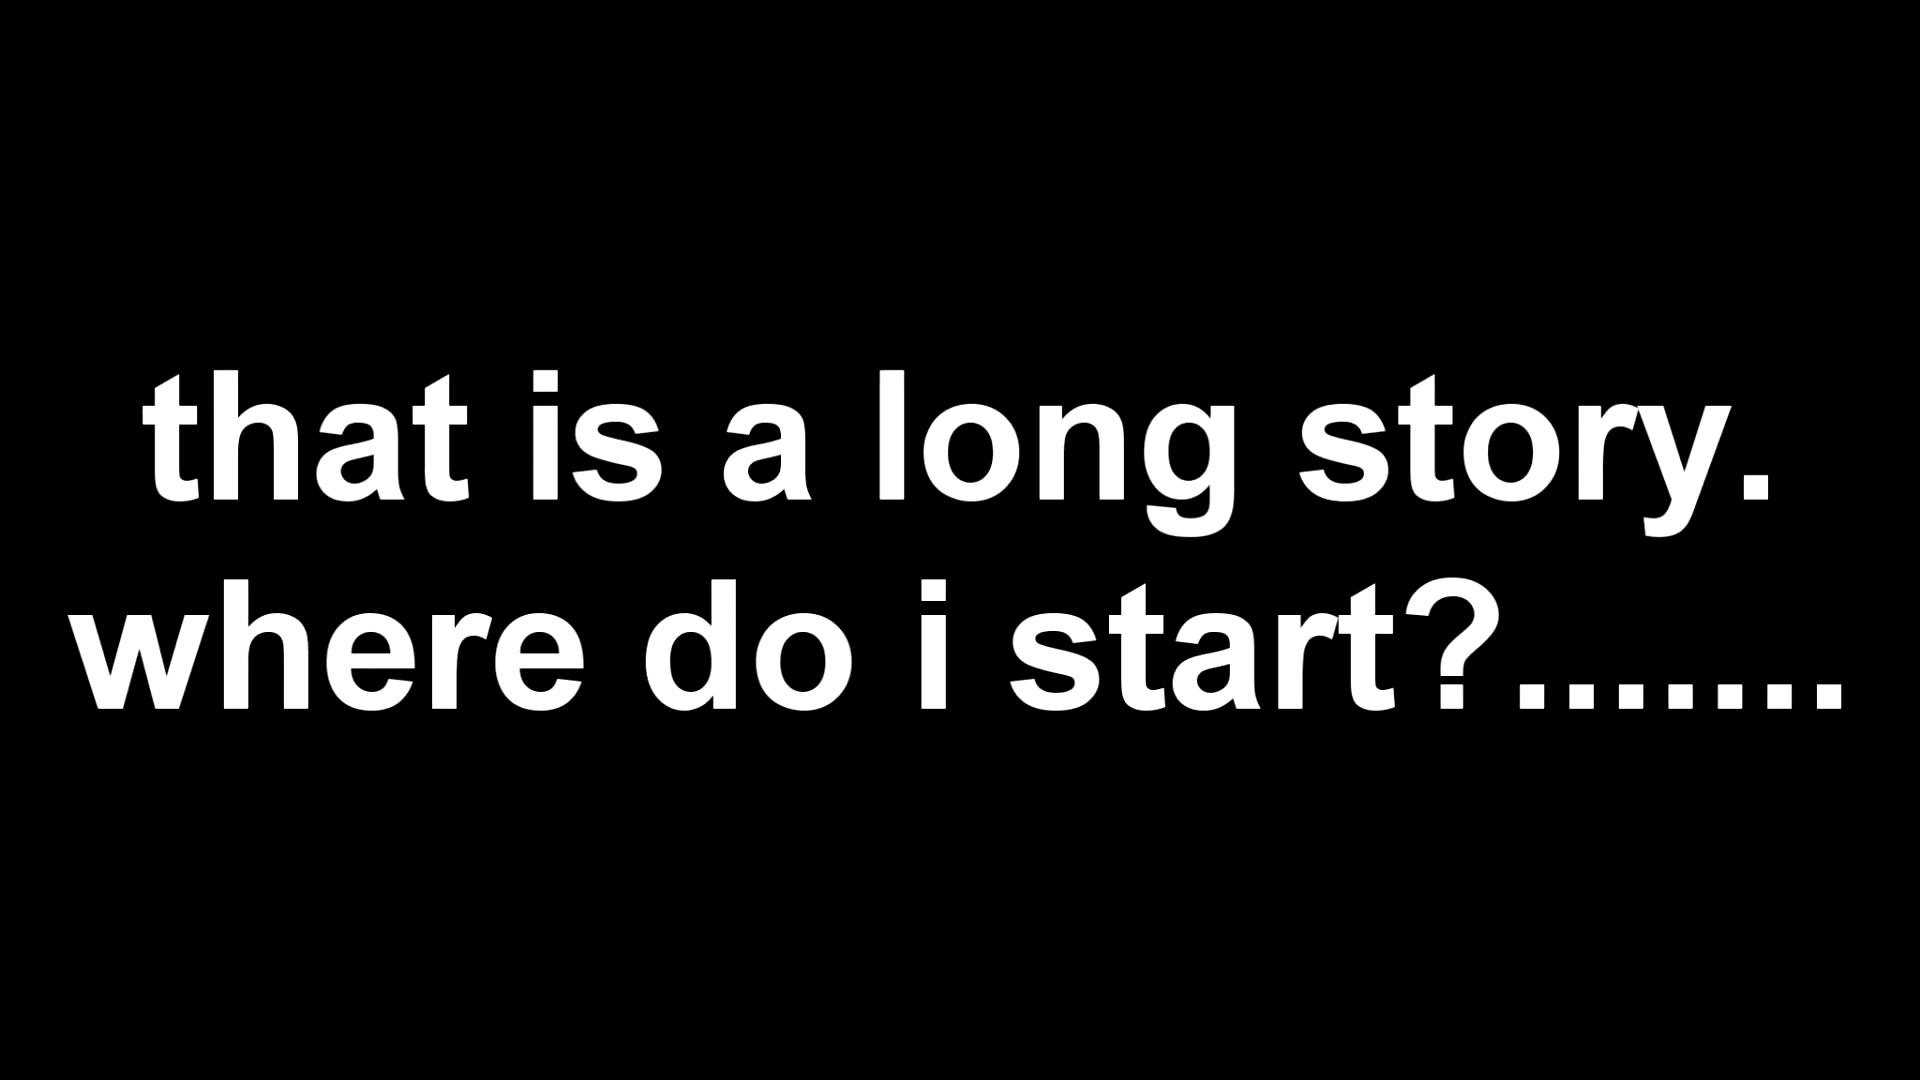 that is a long story.
where do i start?.......